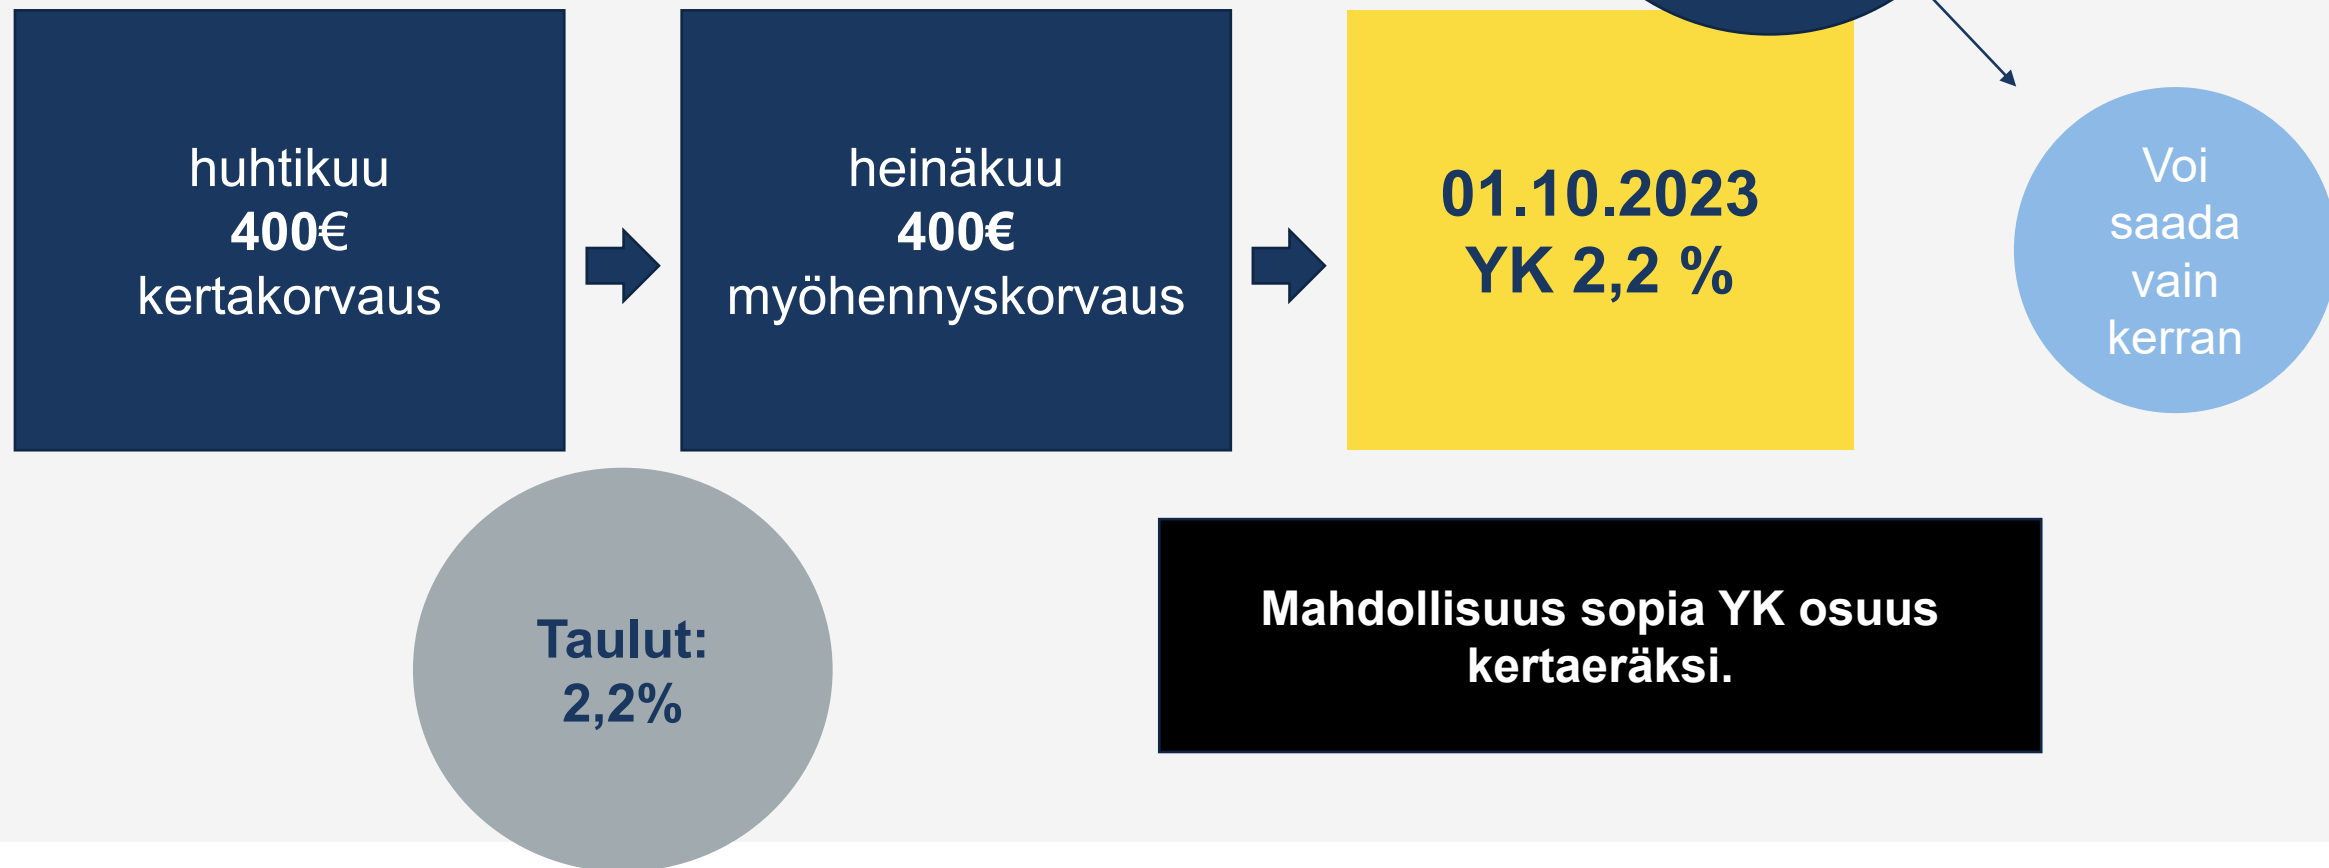 huhtikuu
400€
kertakorvaus
heinäkuu
400€
myöhennyskorvaus
01.10.2023
YK 2,2 %
Voi
saada
vain
kerran
Taulut:
2,2%
Mahdollisuus sopia YK osuus
kertaeräksi.